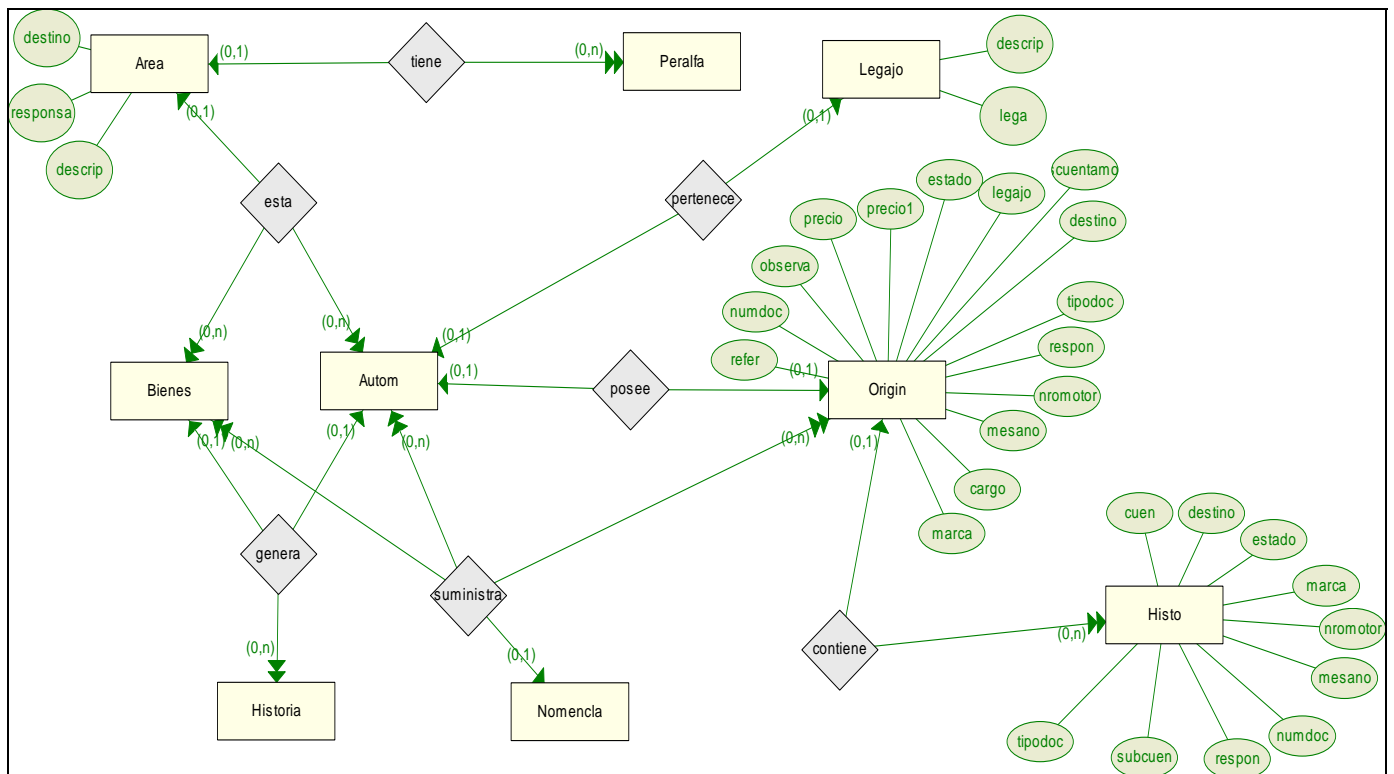 destino
Area
(0,1)
tiene
(0,n)
Peralfa
Legajo
descrip
responsa
(0,1)
(0,1)
lega
descrip
esta
pertenece
estado
legajo
scuentamo
precio
precio1
destino
observa
tipodoc
numdoc
(0,n)
(0,n)
(0,1)
respon
refer
Bienes
Autom
(0,1)
posee
(0,1)
Origin
nromotor
mesano
(0,1)
(0,n)
(0,1)
(0,n)
(0,n)
(0,1)
cargo
marca
genera
suministra
cuen
destino
estado
marca
Histo
nromotor
contiene
(0,n)
(0,n)
(0,1)
mesano
Historia
Nomencla
tipodoc
subcuen
respon
numdoc